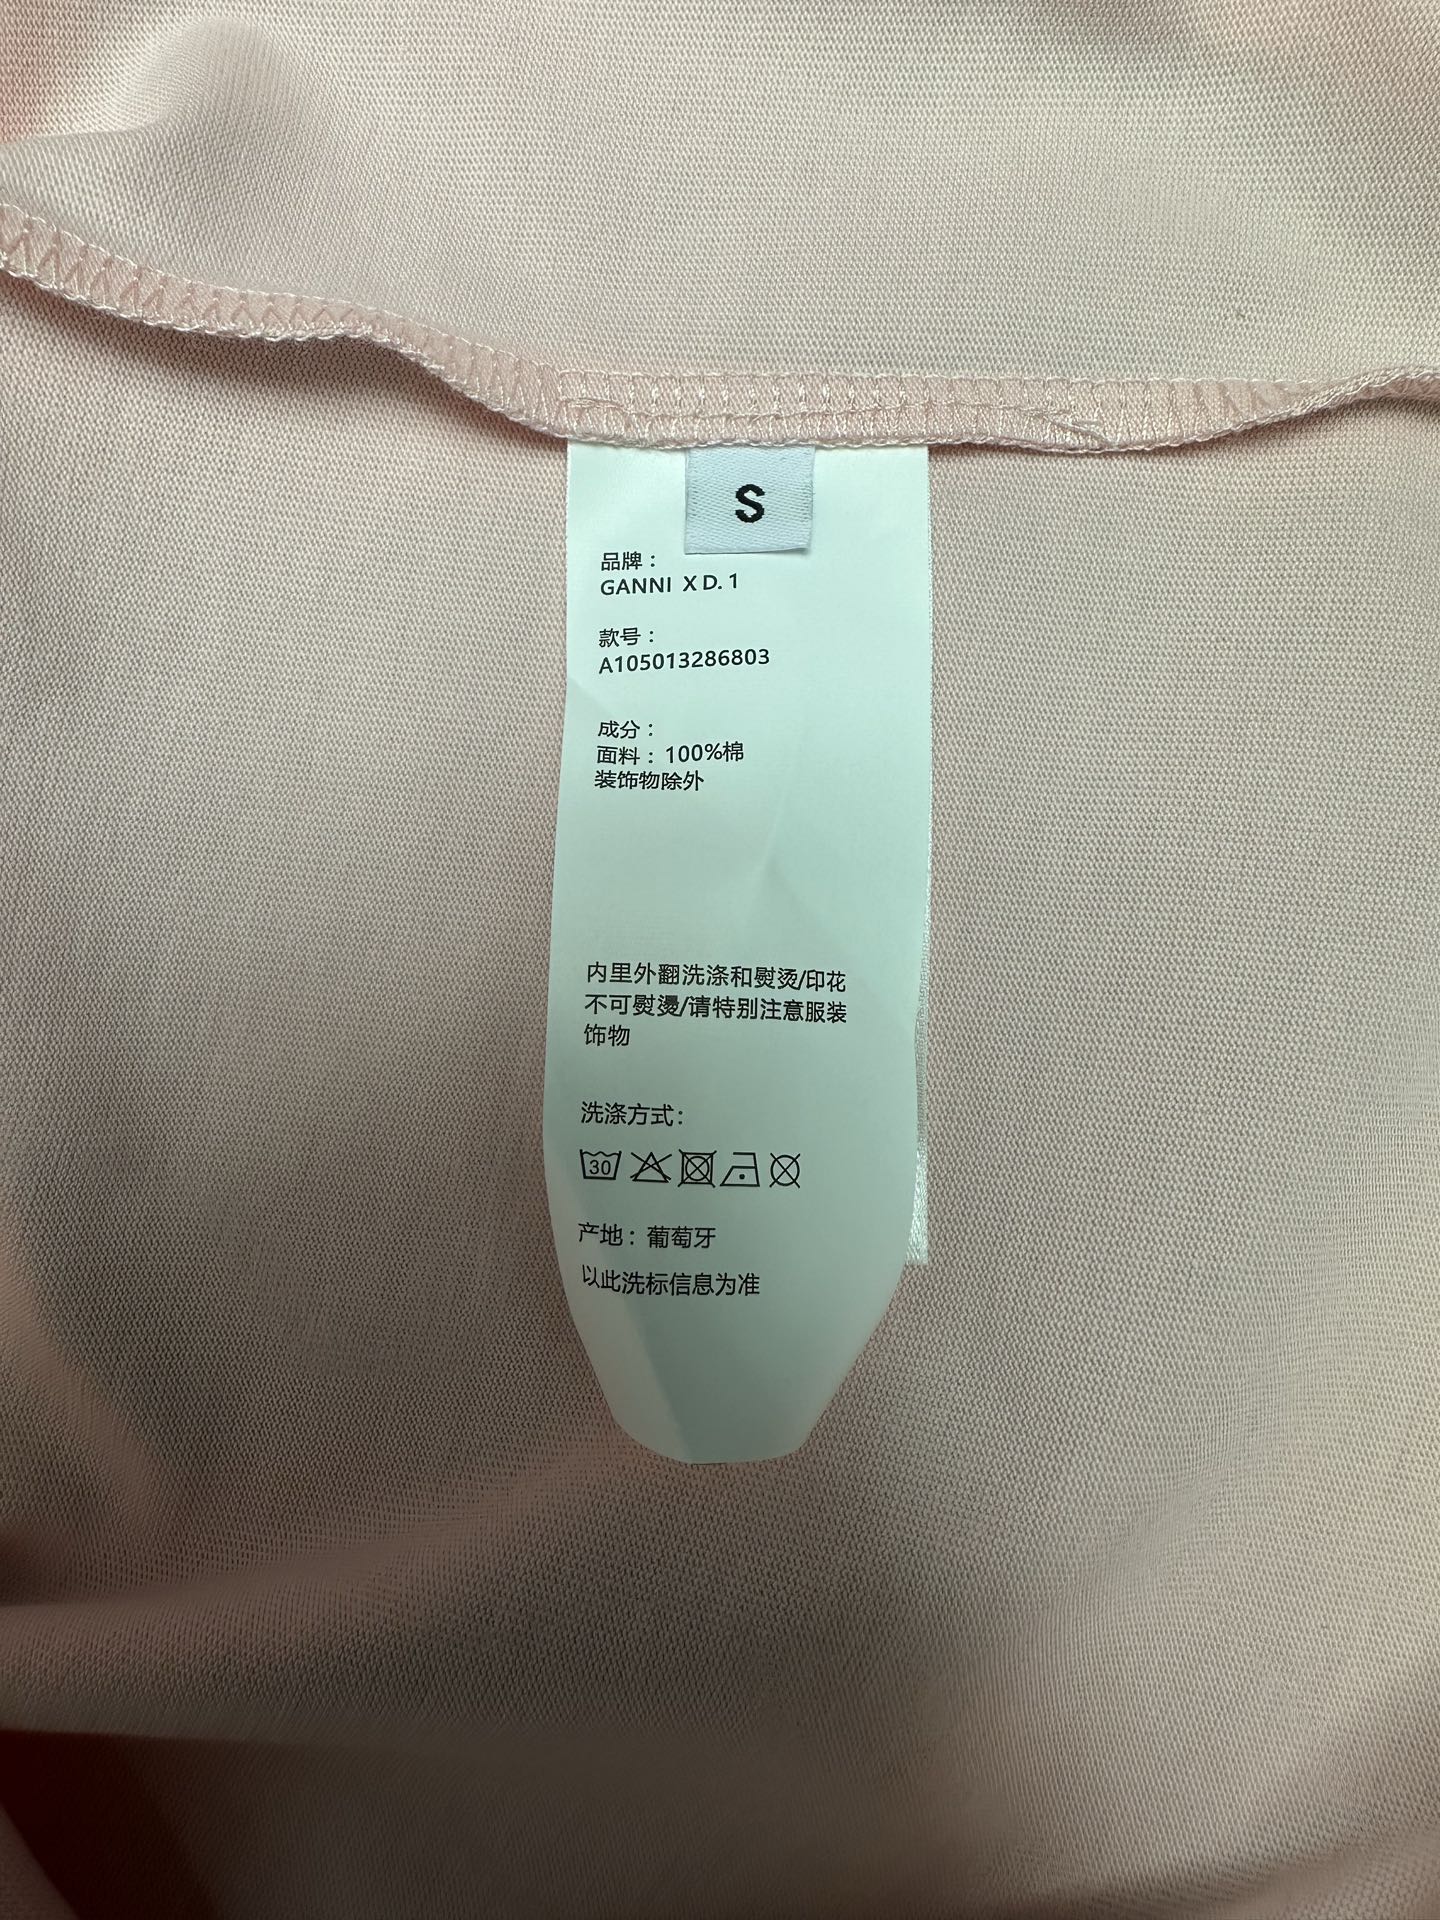 S
品牌：
GANNI X D. 1
款号：
A105013286803
成分：
面料：100%棉
装饰物除外
内里外翻洗涤和熨烫/印花
不可熨燙/请特别注意服装
饰物
洗涤方式：
30
产地：葡萄牙
以此洗标信息为准